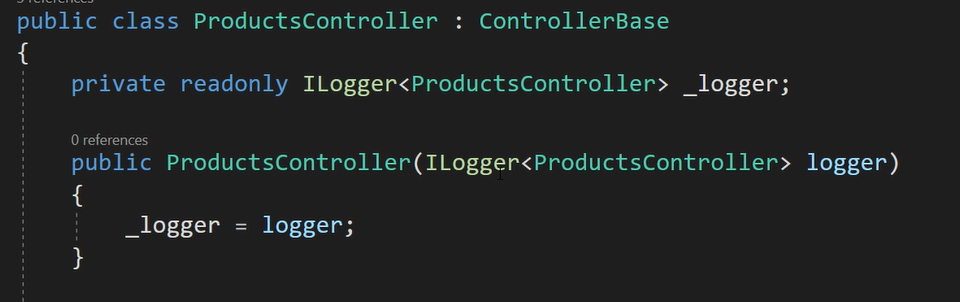 references
public class ProductsController : ControllerBase
{
private readonly ILogger<ProductsController> _logger;
0 references
public ProductsController(ILogger<ProductsController> logger)
{
_logger = logger;
}